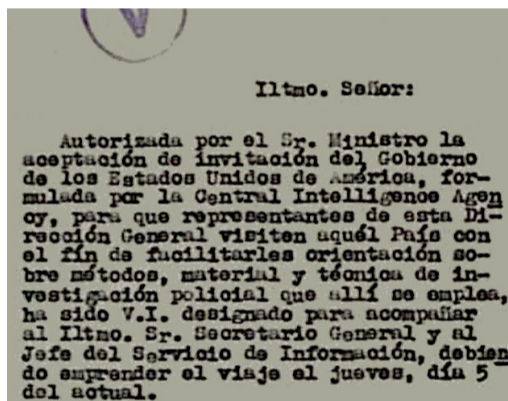 Iltmo. Señor:
Autorizada por el Sr. Ministro la
aceptación de invitación del Gobierno
de los Estados Unidos de América, for-
mulada por la Central Intelligence Agen
cy, para que representantes de esta Di-
rección General visiten aquél País con
el fín de facilitarles orientación so-
bre métodos, material y técnica de in-
vestigación policial que allí se emplea,
ha sido V.I. designado para acompañar
al Iltmo. Sr. Secretario General y al
Jefe del Servicio de Información, debien
do emprender el viaje el jueves, día 5
del actual.